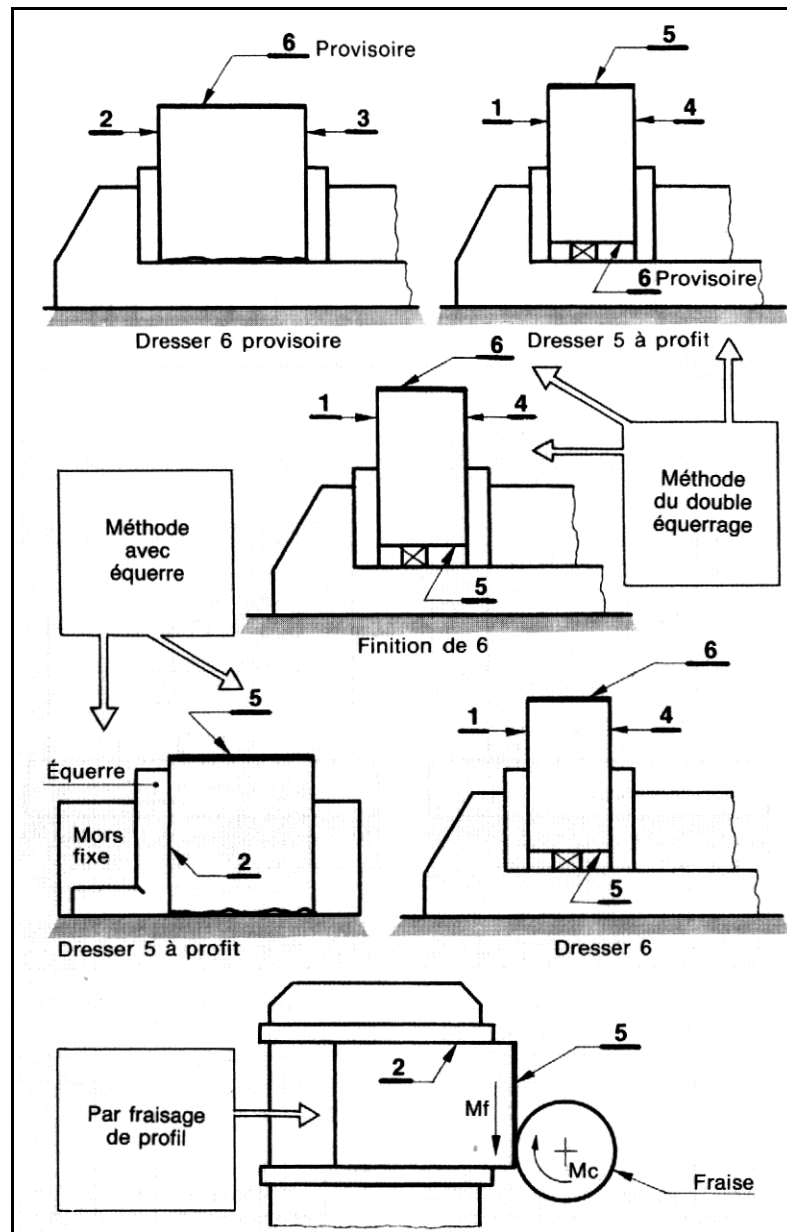 6 Provisoire
2
3
Dresser 6 provisoire
5
1
4
6 Provisoire
Dresser 5 à profit
6
1
4
5
Finition de 6
Méthode
du double
équerrage
Méthode
avec
équerre
5
Équerre
Mors
fixe
2
Dresser 5 à profit
6
1
4
5
Dresser 6
Par fraisage
de profil
2
5
Mf
Mc
Fraise